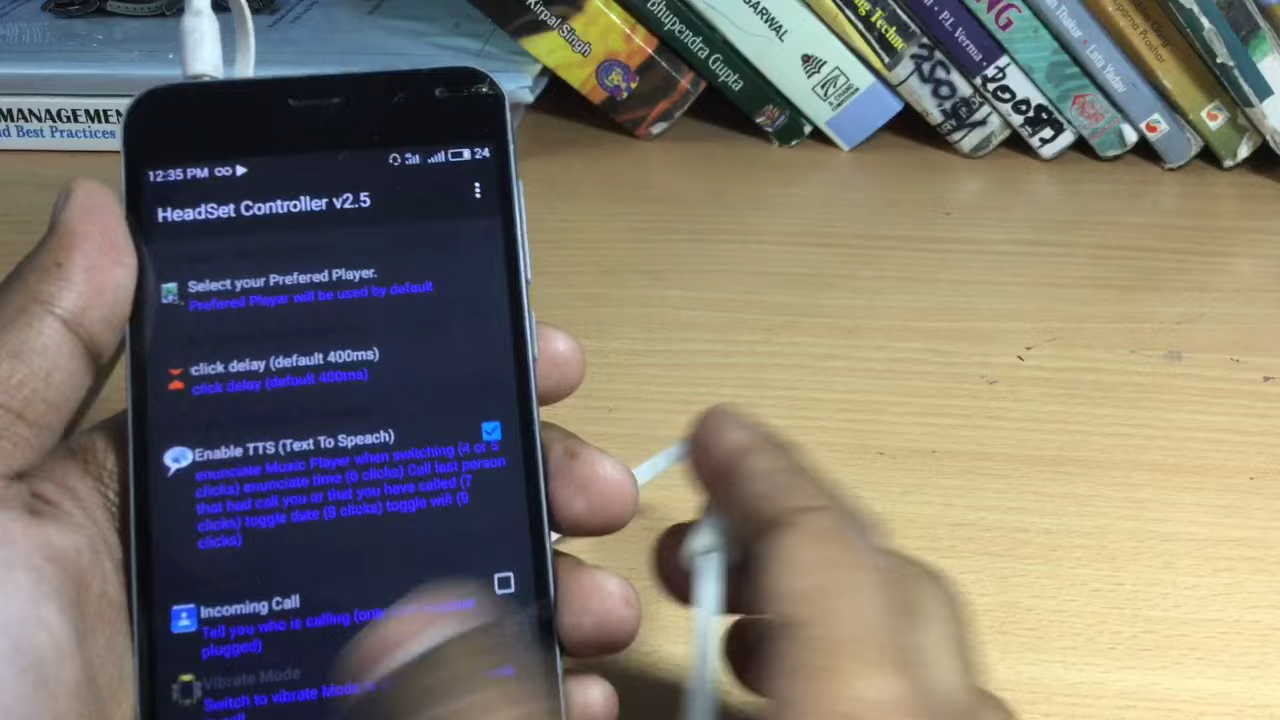 Kirpal Singh
Bhupendra Gupta
GARWAL
P.L. Verma
MANAGEMEN
nd Best Practices
12:35 PM
24
HeadSet Controller v2.5
Select your Prefered Player.
Prefered Player will be used by default
click delay (default 400ms)
click delay (default 400ms)
Enable TTS (Text To Speach)
enunciate Music Player when switching (4 or 5
clicks) enunciate time (6 clicks) Call last person
that had call you or that you have called (7
clicks) toggle date (8 clicks) toggle wifi (9
clicks)
Incoming Call
Tell you who is calling
plugged)
Vibrate Mode
Switch to vibrate Mode